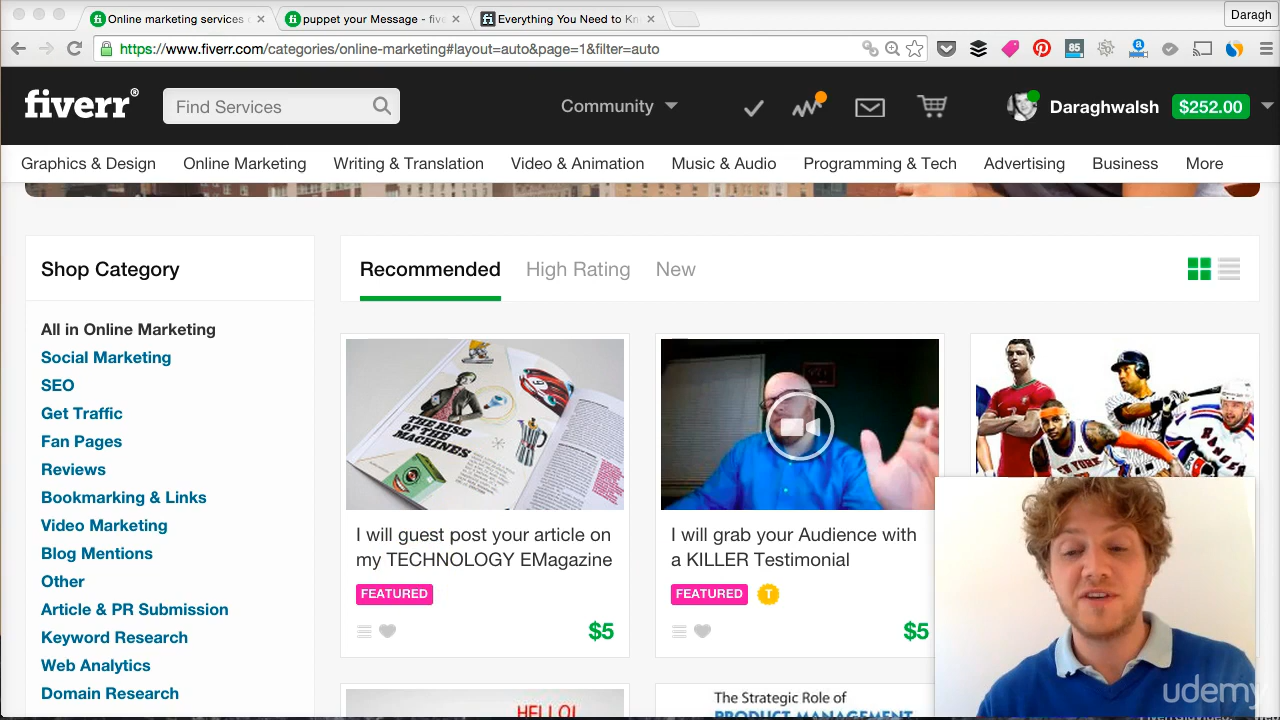 Online marketing services
puppet your Message - five
Everything You Need to Kn
Daragh
https://www.fiverr.com/categories/online-marketing#layout=auto&page=1&filter=auto
85
fiverr®
Find Services
Community
Daraghwalsh
$252.00
Graphics & Design
Online Marketing
Writing & Translation
Video & Animation
Music & Audio
Programming & Tech
Advertising
Business
More
Shop Category
All in Online Marketing
Social Marketing
SEO
Get Traffic
Fan Pages
Reviews
Bookmarking & Links
Video Marketing
Blog Mentions
Other
Article & PR Submission
Keyword Research
Web Analytics
Domain Research
Recommended
High Rating
New
THE RISE
OF THE
MACHINES
I will guest post your article on
my TECHNOLOGY EMagazine
FEATURED
$5
I will grab your Audience with
a KILLER Testimonial
FEATURED
T
$5
NEW YORK
RANGERS
HELLO!
The Strategic Role of
PRODUCT MANAGEMENT
udemy